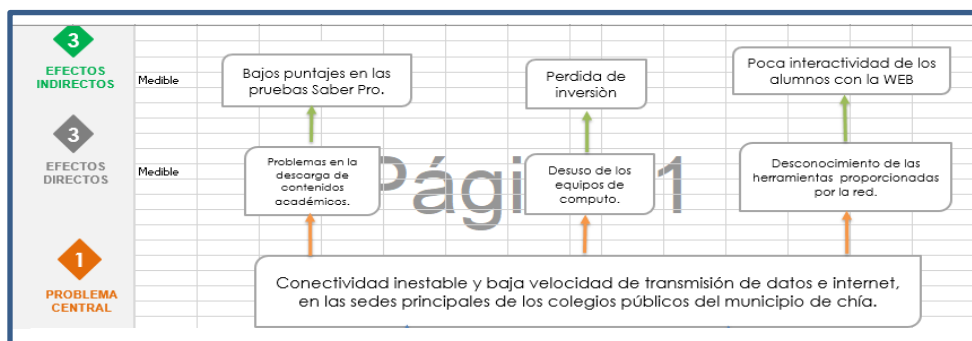 3
EFECTOS
INDIRECTOS
Medible
Bajos puntajes en las
pruebas Saber Pro.
Perdida de
inversiòn
Poca interactividad de los
alumnos con la WEB
3
EFECTOS
DIRECTOS
Medible
Problemas en la
descarga de
contenidos
académicos.
Desuso de los
equipos de
computo.
Desconocimiento de las
herramientas proporcionadas
por la red.
1
PROBLEMA
CENTRAL
Conectividad inestable y baja velocidad de transmisión de datos e internet,
en las sedes principales de los colegios públicos del municipio de chía.